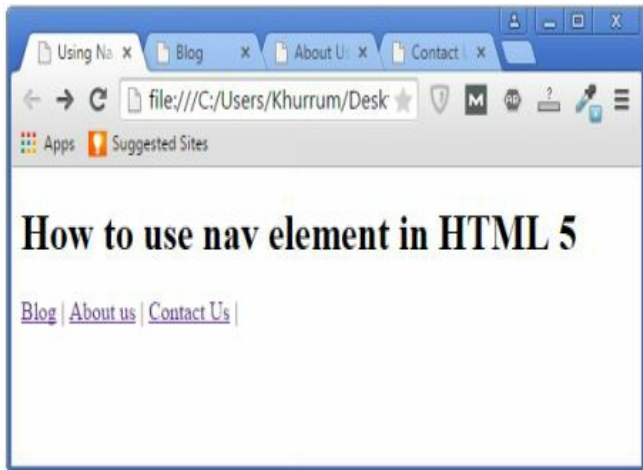 Using Na Blog About U Contact
file:///C:/Users/Khurrum/Desk
Apps Suggested Sites
How to use nav element in HTML 5
Blog | About us | Contact Us |